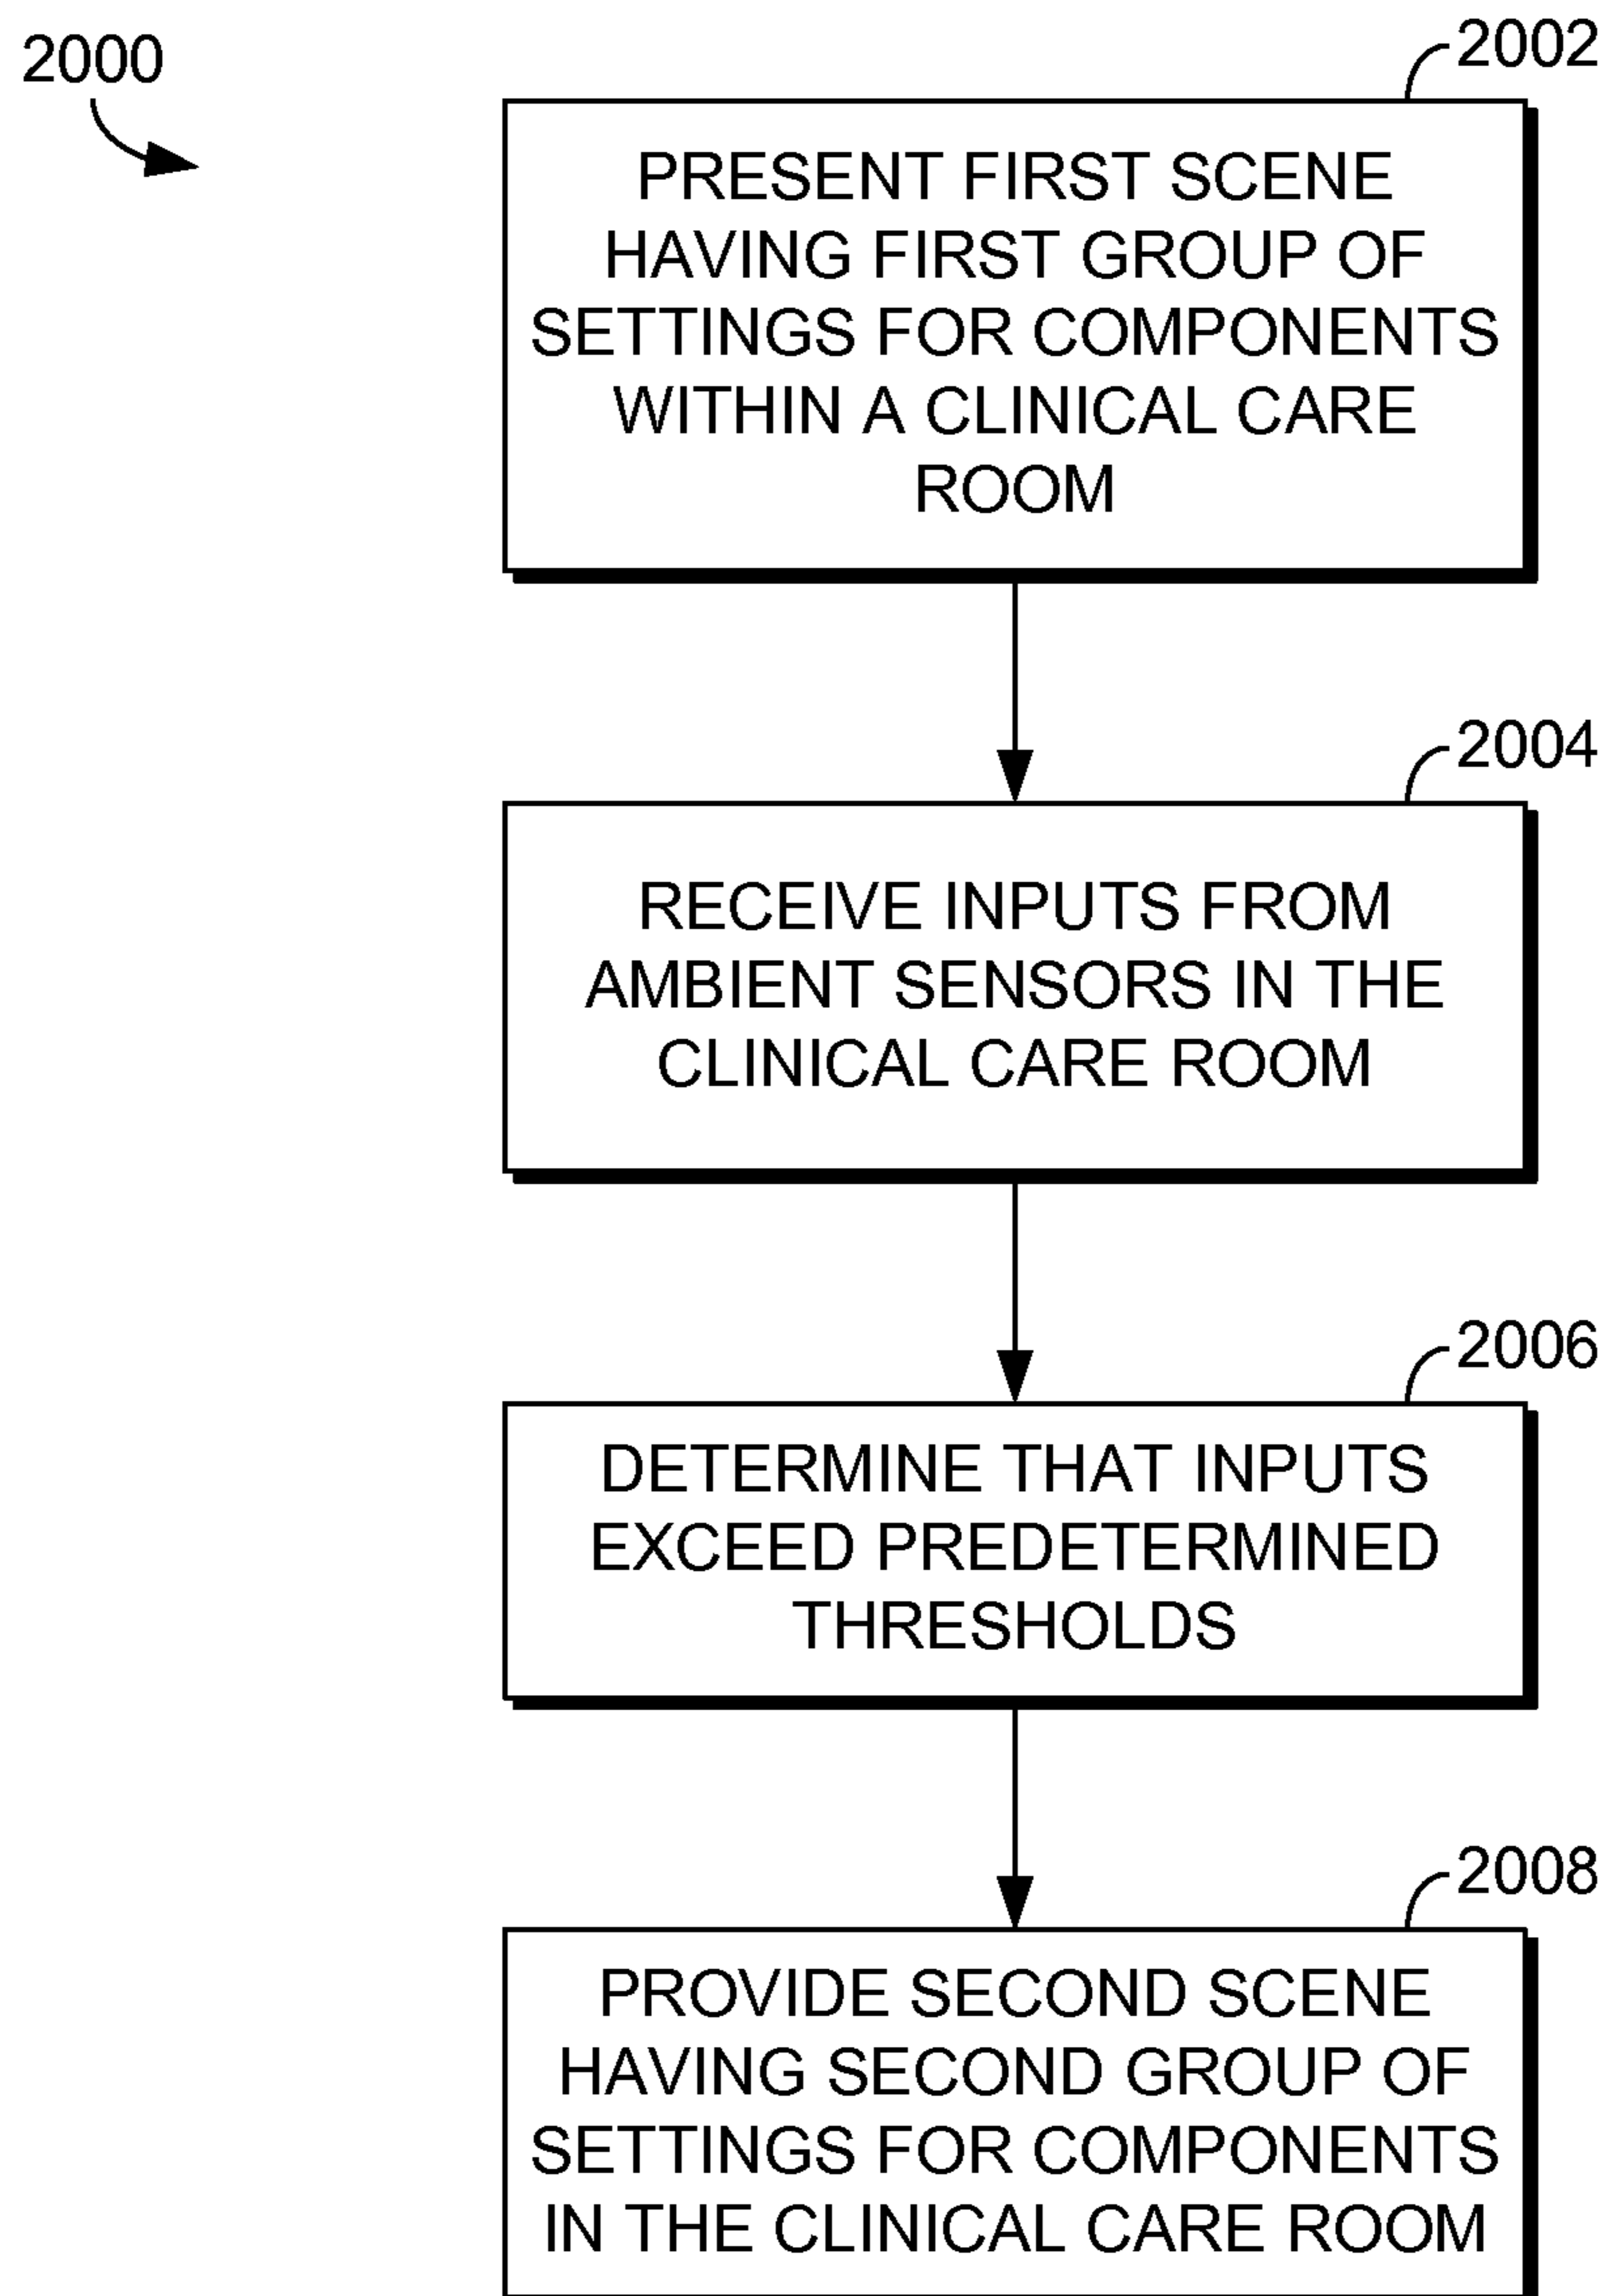 2000
2002
PRESENT FIRST SCENE
HAVING FIRST GROUP OF
SETTINGS FOR COMPONENTS
WITHIN A CLINICAL CARE
ROOM
2004
RECEIVE INPUTS FROM
AMBIENT SENSORS IN THE
CLINICAL CARE ROOM
2006
DETERMINE THAT INPUTS
EXCEED PREDETERMINED
THRESHOLDS
2008
PROVIDE SECOND SCENE
HAVING SECOND GROUP OF
SETTINGS FOR COMPONENTS
IN THE CLINICAL CARE ROOM